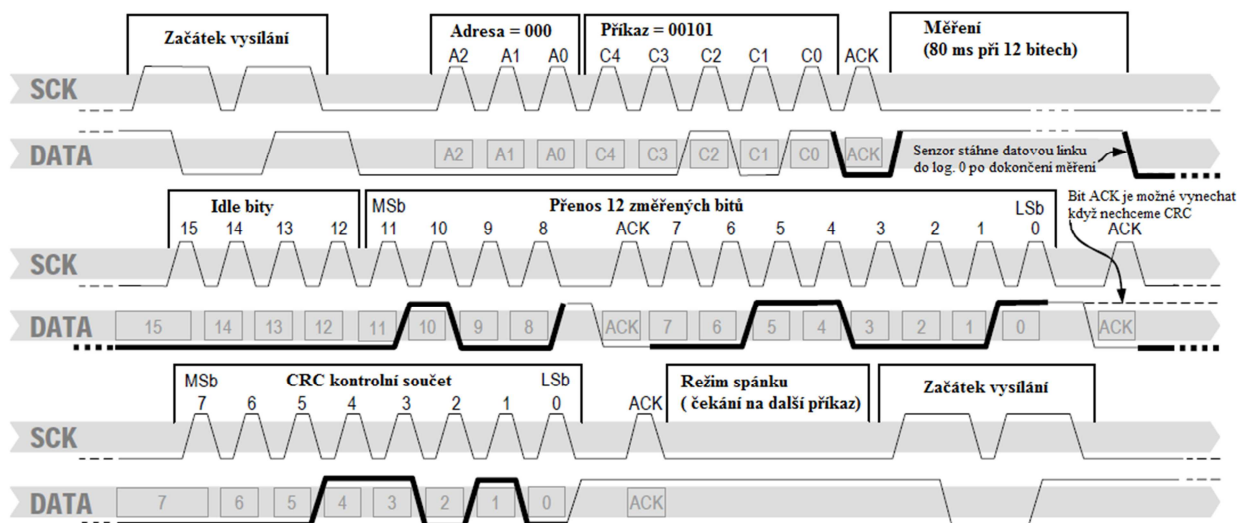 Začátek vysílání Adresa = 000 Příkaz = 00101 Měření
(80 ms při 12 bitech)
A2 A1 A0 C4 C3 C2 C1 C0 ACK
SCK
DATA A2 A1 A0 C4 C3 C2 C1 C0 ACK
Senzor stáhne datovou linku
do log. 0 po dokončení měření
Bit ACK je možné vynechat
když nechceme CRC
Idle bity MSb Přenos 12 změřených bitů LSb
15 14 13 12 11 10 9 8 ACK 7 6 5 4 3 2 1 0 ACK
SCK
DATA 15 14 13 12 11 10 9 8 ACK 7 6 5 4 3 2 1 0 ACK
MSb CRC kontrolní součet LSb Režim spánku
( čekání na další příkaz) Začátek vysílání
7 6 5 4 3 2 1 0 ACK
SCK
DATA 7 6 5 4 3 2 1 0 ACK